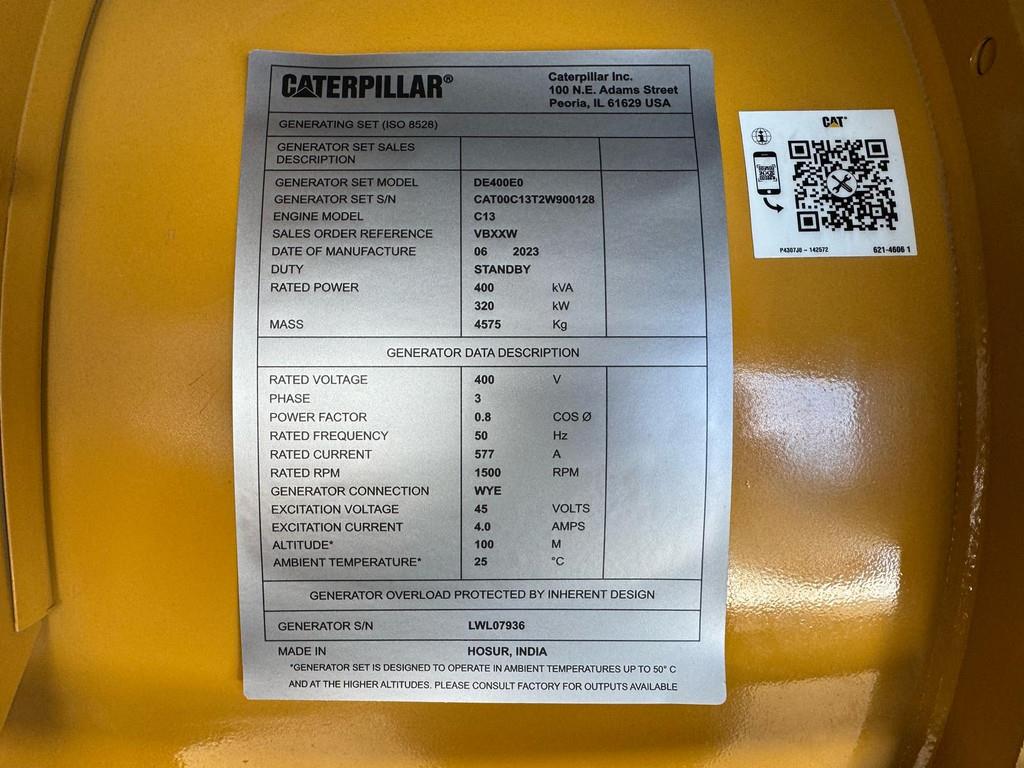 CATERPILLAR®
Caterpillar Inc.
100 N.E. Adams Street
Peoria, IL 61629 USA
GENERATING SET (ISO 8528)
GENERATOR SET SALES
DESCRIPTION
GENERATOR SET MODEL DE400E0
GENERATOR SET S/N CAT00C13T2W900128
ENGINE MODEL C13
SALES ORDER REFERENCE VBXXW
DATE OF MANUFACTURE 06 2023
DUTY STANDBY
RATED POWER 400 kVA
320 kW
MASS 4575 Kg
GENERATOR DATA DESCRIPTION
RATED VOLTAGE 400 V
PHASE 3
POWER FACTOR 0.8 COS Ø
RATED FREQUENCY 50 Hz
RATED CURRENT 577 A
RATED RPM 1500 RPM
GENERATOR CONNECTION WYE
EXCITATION VOLTAGE 45 VOLTS
EXCITATION CURRENT 4.0 AMPS
ALTITUDE* 100 M
AMBIENT TEMPERATURE* 25 °C
GENERATOR OVERLOAD PROTECTED BY INHERENT DESIGN
GENERATOR S/N LWL07936
MADE IN HOSUR, INDIA
*GENERATOR SET IS DESIGNED TO OPERATE IN AMBIENT TEMPERATURES UP TO 50° C
AND AT THE HIGHER ALTITUDES. PLEASE CONSULT FACTORY FOR OUTPUTS AVAILABLE
CAT®
P4307J0 - 142572 621-4606 1